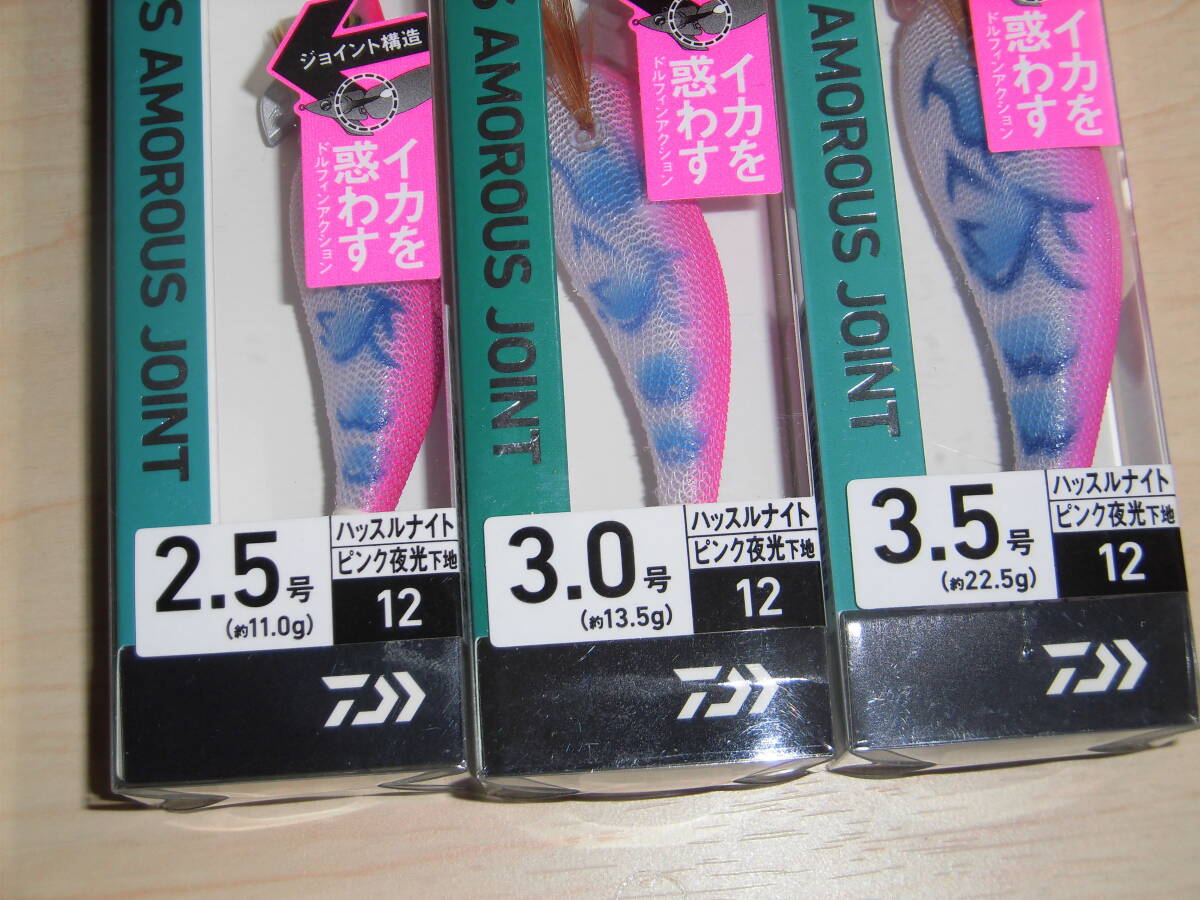 S AMOROUS JOINT
ジョイント構造
イカを
惑わす
ドルフィンアクション
2.5号
(約11.0g)
ハッスルナイト
ピンク夜光下地
12
S AMOROUS JOINT
イカを
惑わす
ドルフィンアクション
3.0号
(約13.5g)
ハッスルナイト
ピンク夜光下地
12
AMOROUS JOINT
イカを
惑わす
ドルフィンアクション
3.5号
(約22.5g)
ハッスルナイト
ピンク夜光下地
12